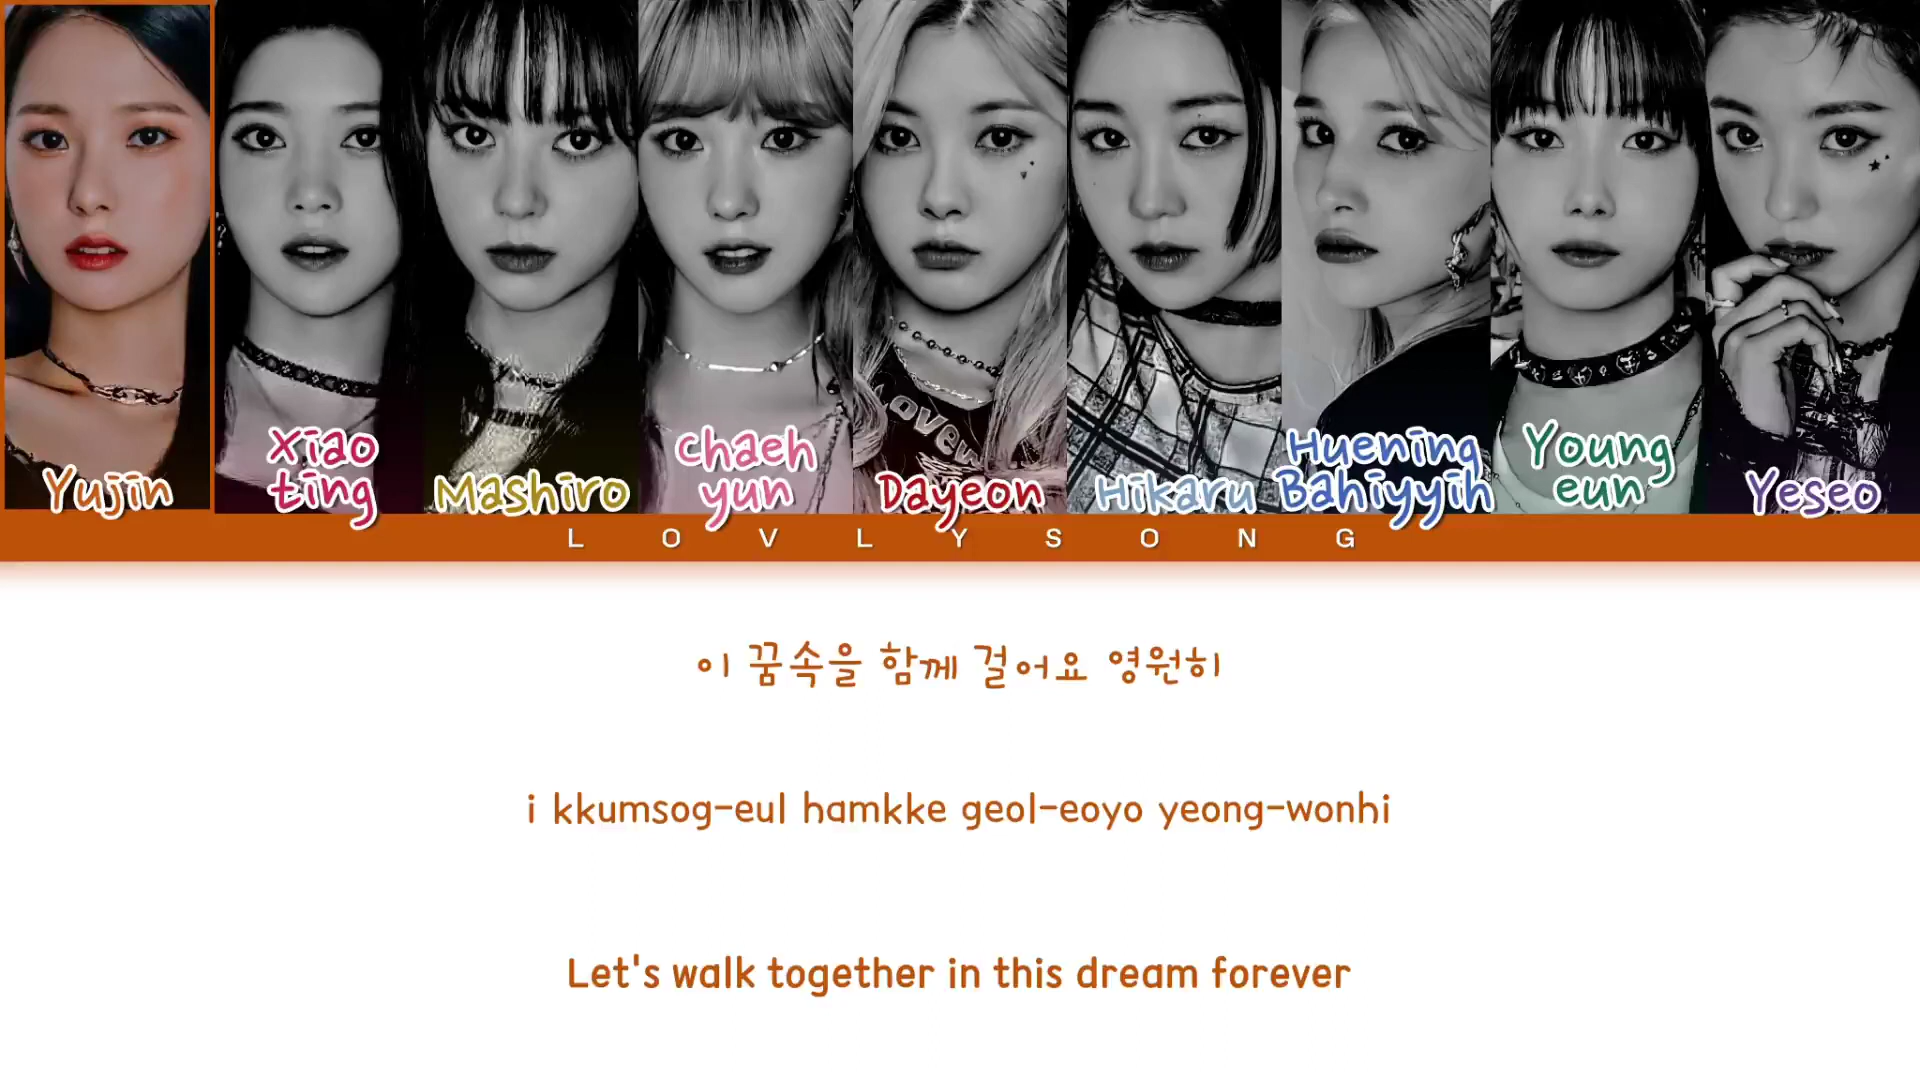 Yujin
Xiao
ting
Mashiro
Chaeh
yun
Dayeon
Hikaru
Huening
Bahiyyih
Young
eun
Yeseo
LOVLYSONG
이 꿈속을 함께 걸어요 영원히
i kkumsog-eul hamkke geol-eoyo yeong-wonhi
Let's walk together in this dream forever